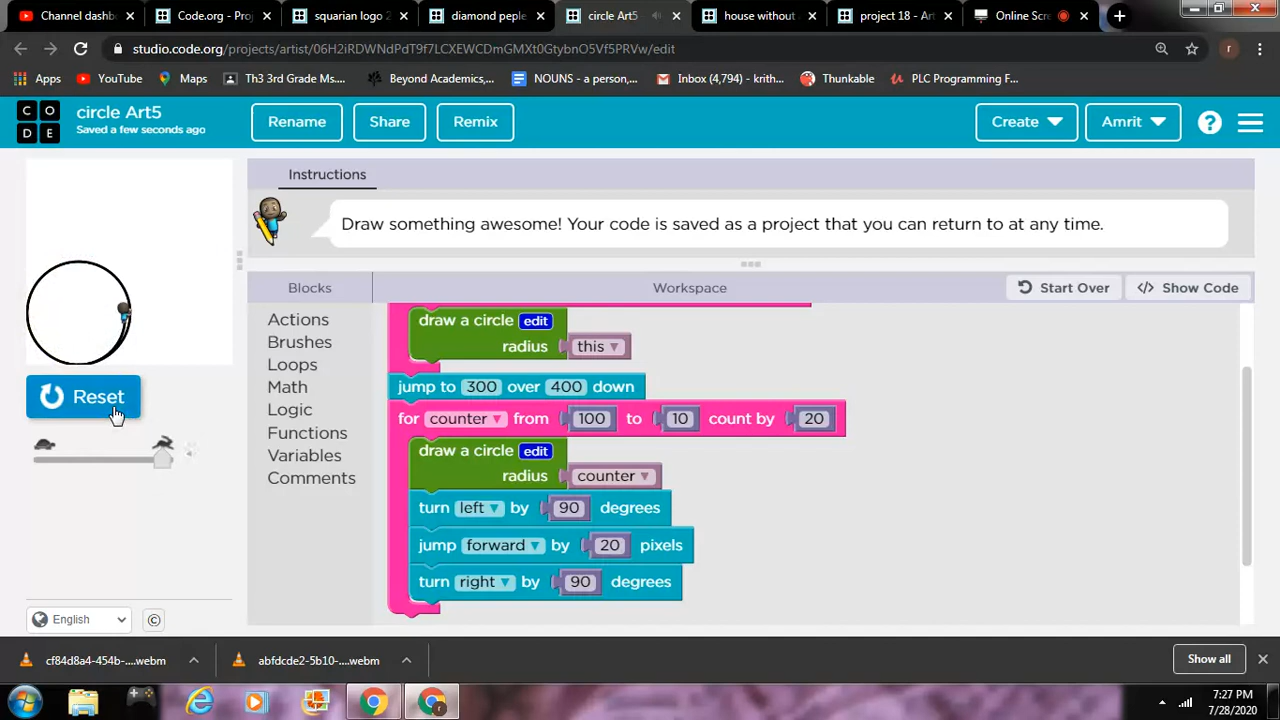 Channel dashb
Code.org - Proj
squarian logo 2
diamond peple
circle Art5
house without
project 18 - Art
Online Scre
studio.code.org/projects/artist/06H2iRDWNdPdT9f7LCXEWCDmGMXt0GtybnO5Vf5PRVw/edit
r
Apps
YouTube
Maps
Th3 3rd Grade Ms....
Beyond Academics,...
NOUNS - a person,...
Inbox (4,794) - krith...
Thunkable
PLC Programming F...
C O
D E
circle Art5
Saved a few seconds ago
Rename
Share
Remix
Create
Amrit
?
Instructions
Draw something awesome! Your code is saved as a project that you can return to at any time.
Blocks
Workspace
Start Over
</> Show Code
Actions
Brushes
Loops
Math
Logic
Functions
Variables
Comments
draw a circle edit
radius this
jump to 300 over 400 down
for counter from 100 to 10 count by 20
draw a circle edit
radius counter
turn left by 90 degrees
jump forward by 20 pixels
turn right by 90 degrees
Reset
English
©
cf84d8a4-454b-....webm
abfdcde2-5b10-....webm
Show all
7:27 PM
7/28/2020